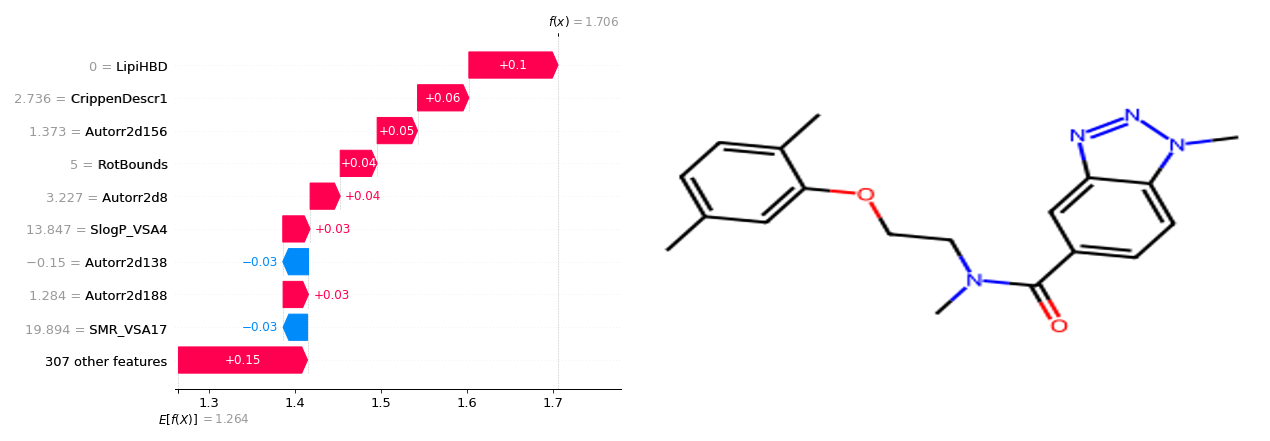 f(x) = 1.706
0 = LipiHBD
+0.1
2.736 = CrippenDescr1
+0.06
1.373 = Autorr2d156
+0.05
5 = RotBounds
+0.04
3.227 = Autorr2d8
+0.04
13.847 = SlogP_VSA4
+0.03
−0.15 = Autorr2d138
−0.03
1.284 = Autorr2d188
+0.03
19.894 = SMR_VSA17
−0.03
307 other features
+0.15
1.3 1.4 1.5 1.6 1.7
E[f(X)] = 1.264
N
N
N
O
N
O